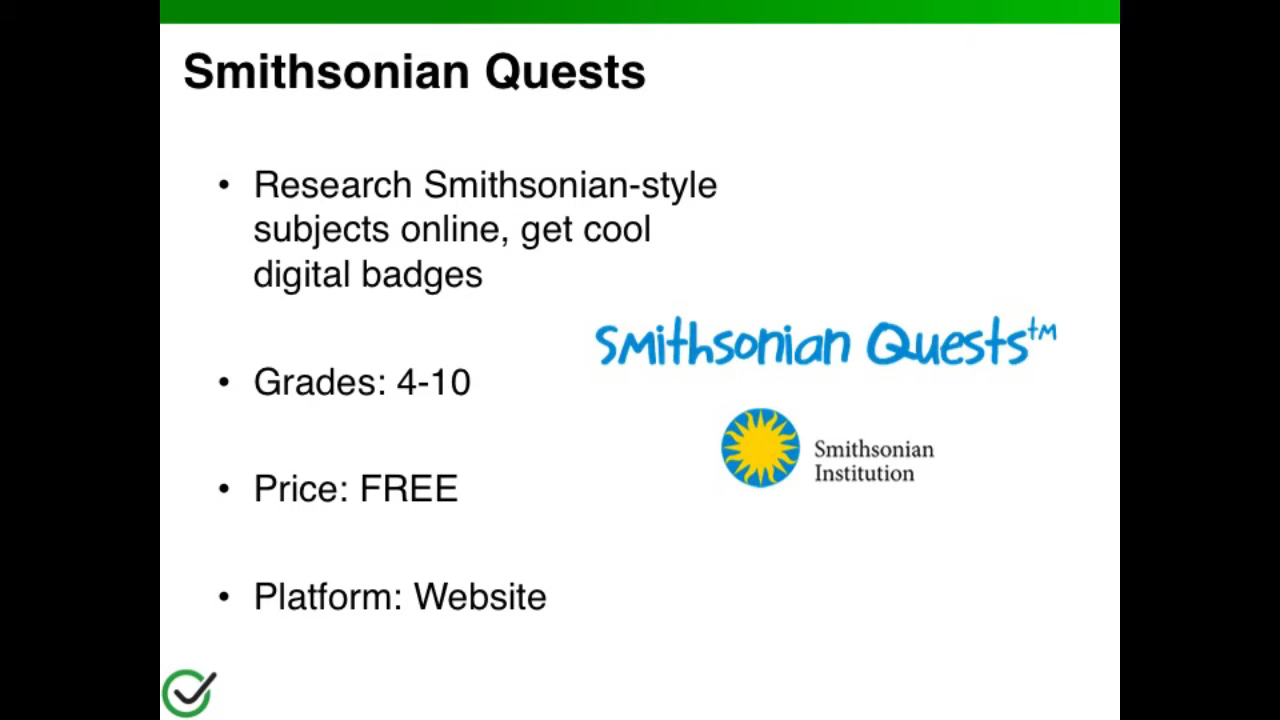 Smithsonian Quests
• Research Smithsonian-style
subjects online, get cool
digital badges
Smithsonian Quests™
• Grades: 4-10
Smithsonian
Institution
• Price: FREE
• Platform: Website